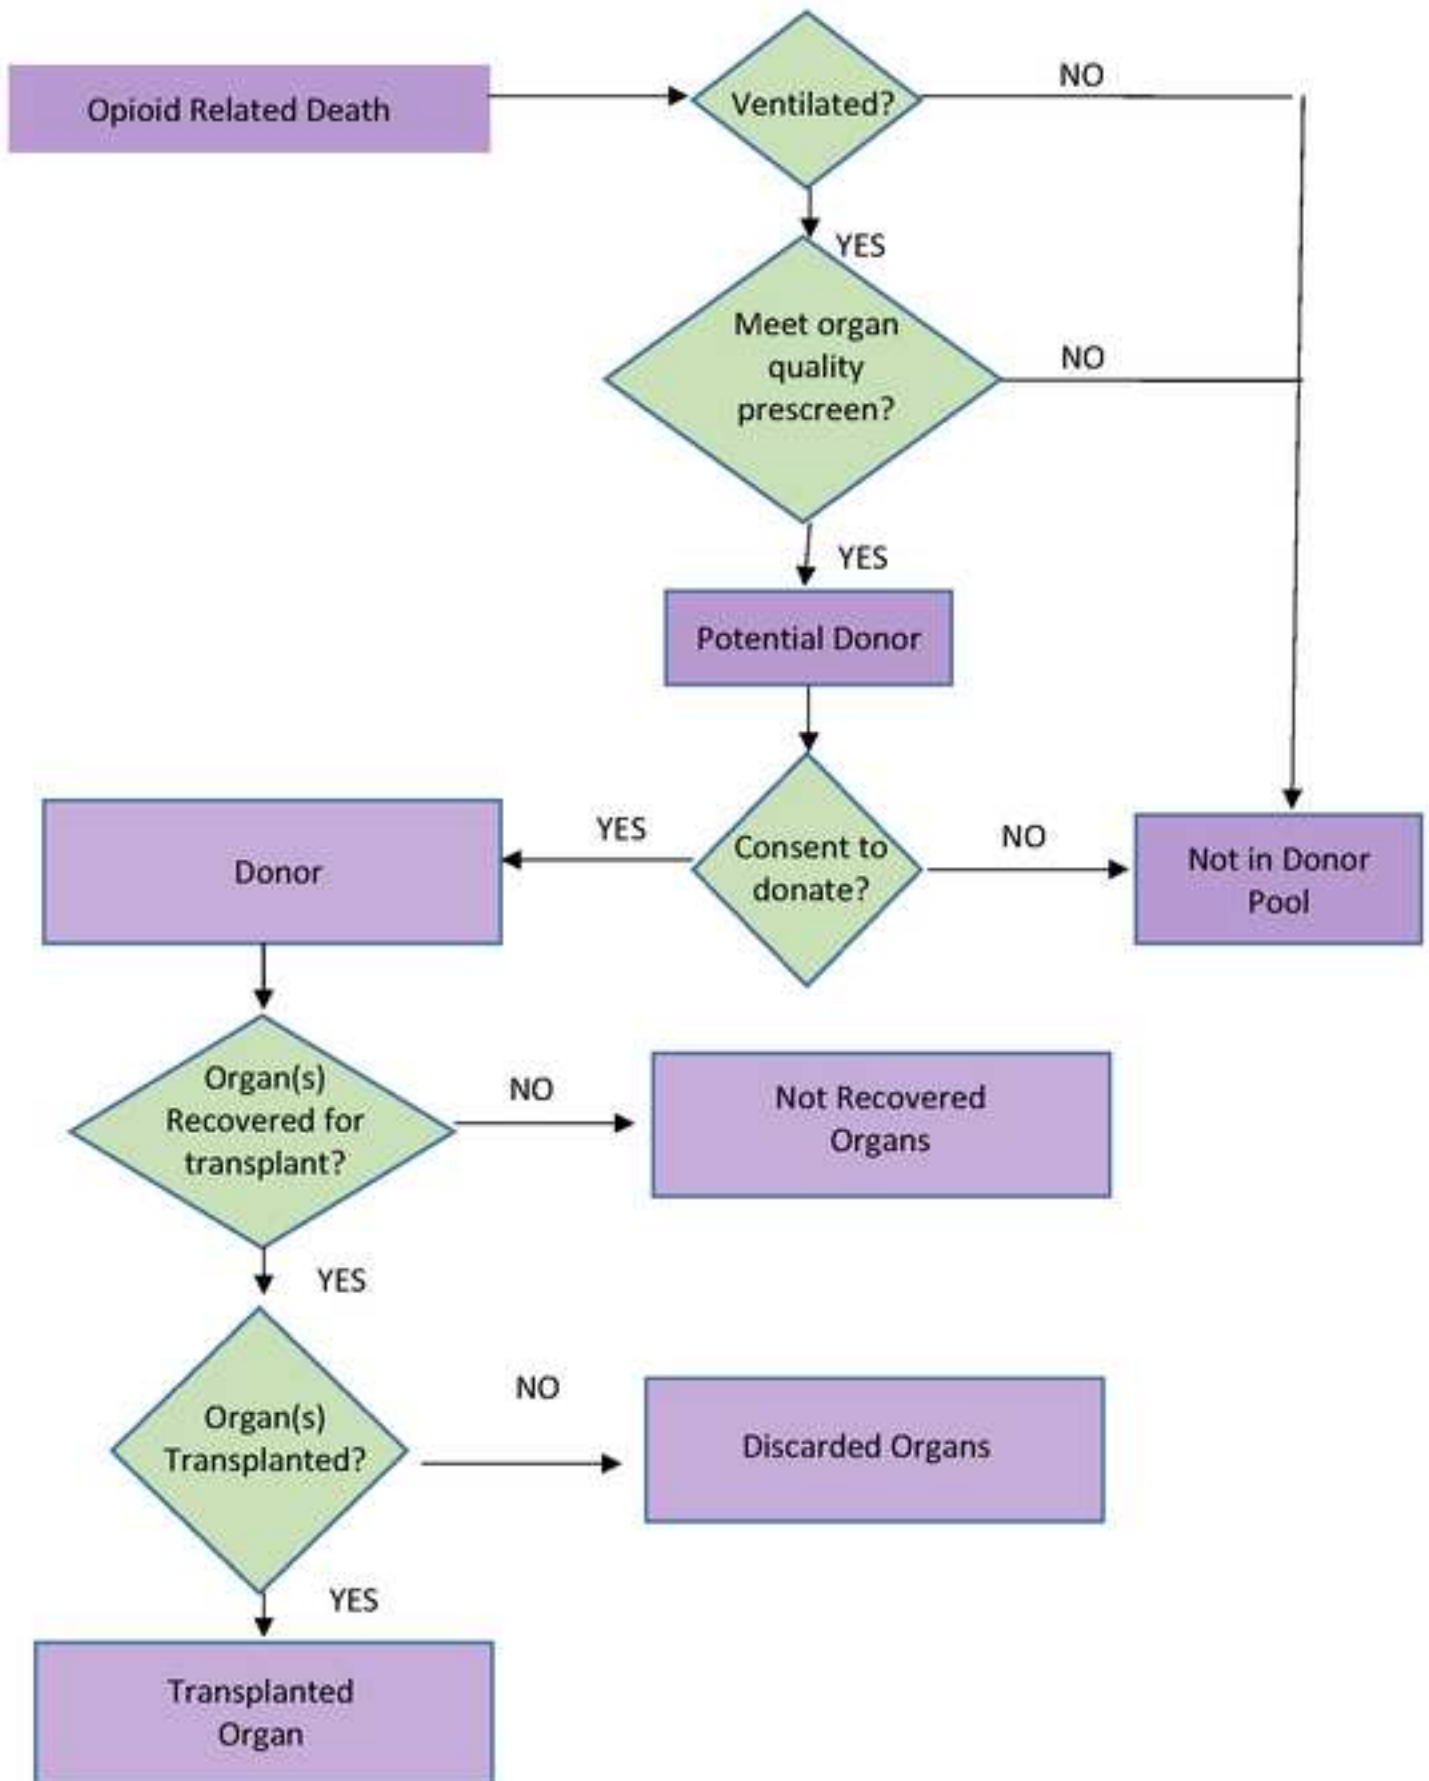 Opioid Related Death
Ventilated?
NO
YES
Meet organ
quality
prescreen?
NO
YES
Potential Donor
Consent to
donate?
YES
NO
Donor
Not in Donor
Pool
Organ(s)
Recovered for
transplant?
NO
Not Recovered
Organs
YES
Organ(s)
Transplanted?
NO
Discarded Organs
YES
Transplanted
Organ